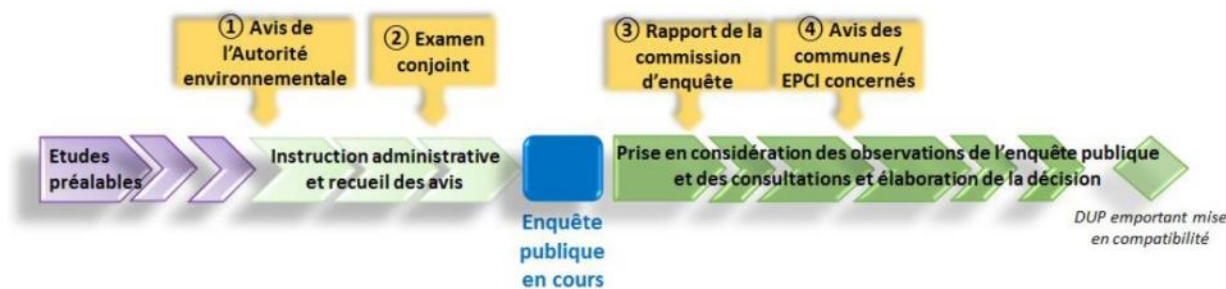 ① Avis de
l'Autorité
environnementale
② Examen
conjoint
③ Rapport de la
commission
d'enquête
④ Avis des
communes /
EPCI concernés
Etudes
préalables
Instruction administrative
et recueil des avis
Enquête
publique
en cours
Prise en considération des observations de l'enquête publique
et des consultations et élaboration de la décision
DUP emportant mise
en compatibilité